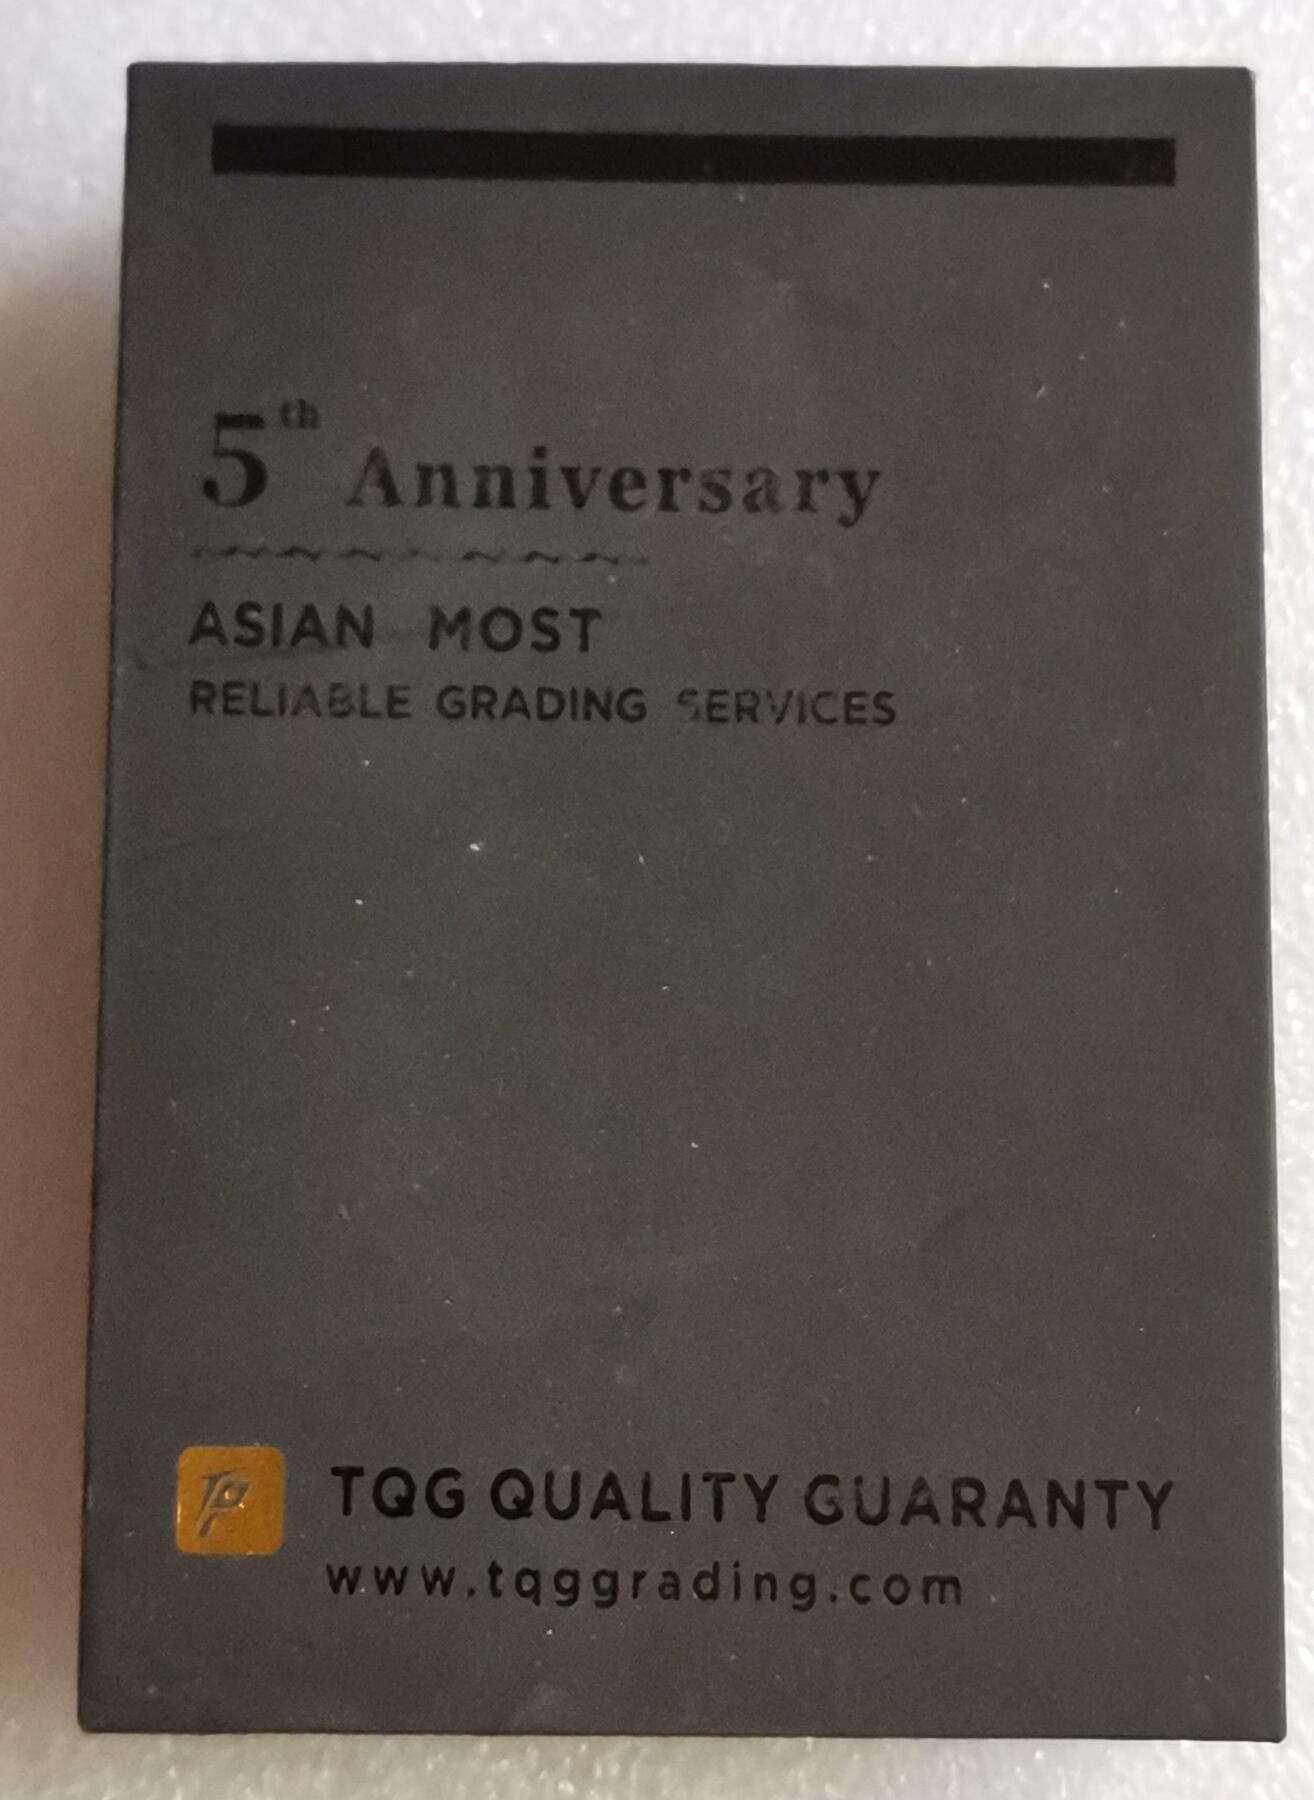 5th Anniversary
ASIAN MOST
RELIABLE GRADING SERVICES
TQG QUALITY GUARANTY
www.tqggrading.com